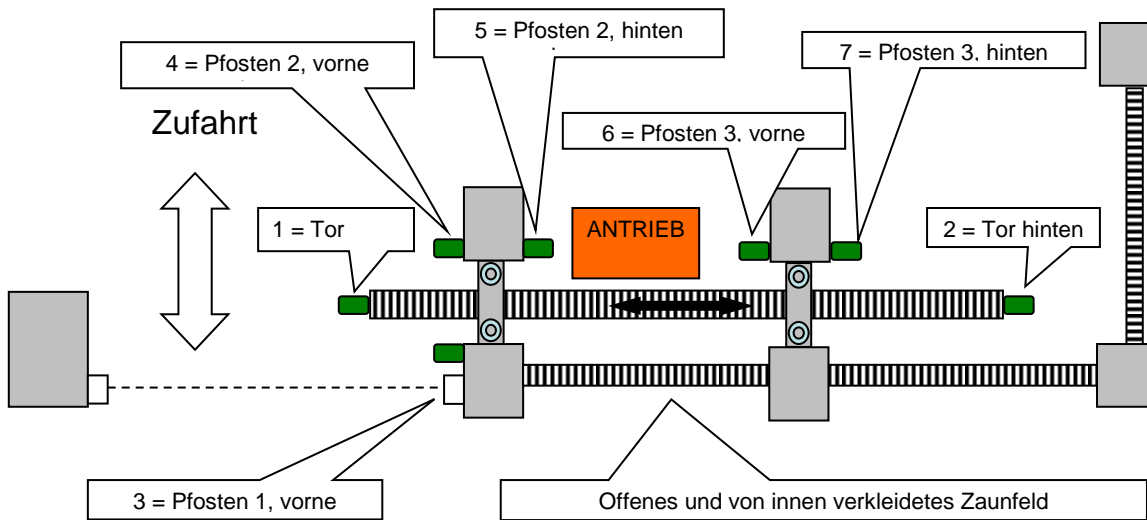 5 = Pfosten 2, hinten
4 = Pfosten 2, vorne
7 = Pfosten 3, hinten
Zufahrt
6 = Pfosten 3, vorne
1 = Tor
ANTRIEB
2 = Tor hinten
3 = Pfosten 1, vorne
Offenes und von innen verkleidetes Zaunfeld